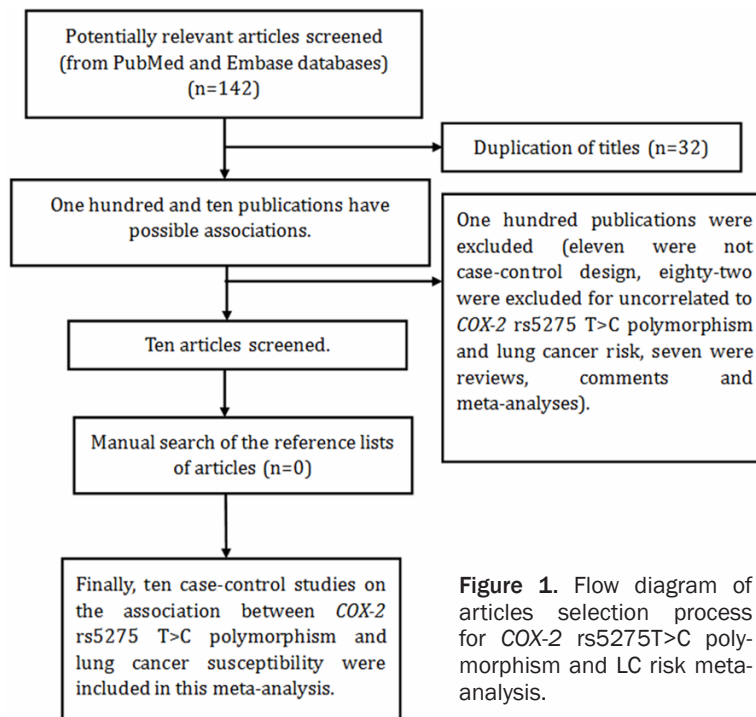 Potentially relevant articles screened
(from PubMed and Embase databases)
(n=142)
Duplication of titles (n=32)
One hundred and ten publications have
possible associations.
One hundred publications were
excluded (eleven were not
case-control design, eighty-two
were excluded for uncorrelated to
COX-2 rs5275 T>C polymorphism
and lung cancer risk, seven were
reviews, comments and
meta-analyses).
Ten articles screened.
Manual search of the reference lists
of articles (n=0)
Finally, ten case-control studies on
the association between COX-2
rs5275 T>C polymorphism and
lung cancer susceptibility were
included in this meta-analysis.
Figure 1. Flow diagram of
articles selection process
for COX-2 rs5275T>C poly-
morphism and LC risk meta-
analysis.